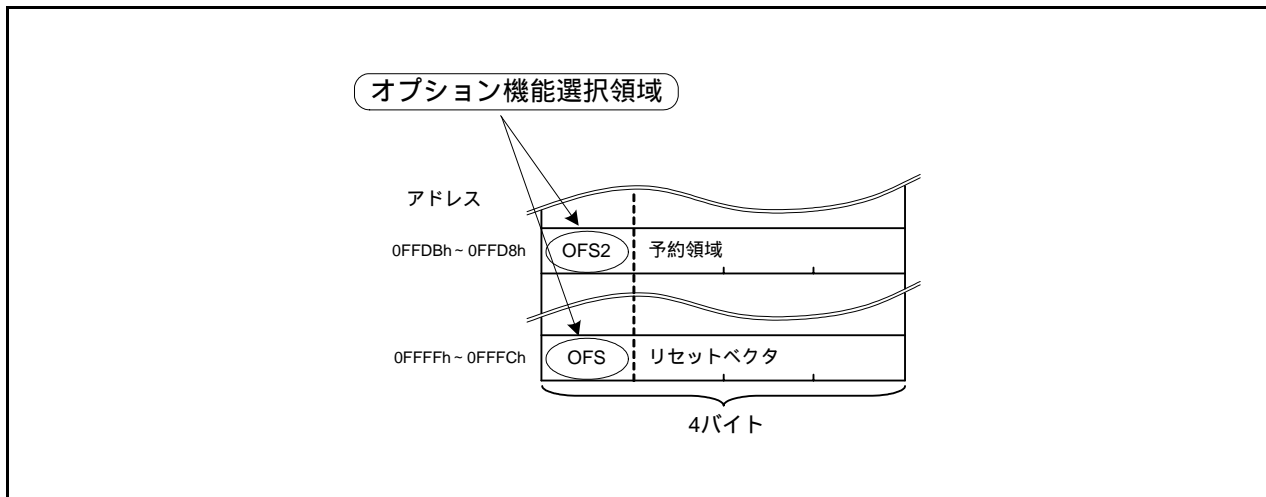 オプション機能選択領域
アドレス
0FFDBh ~ 0FFD8h OFS2 予約領域
0FFFFh ~ 0FFFCh OFS リセットベクタ
4バイト